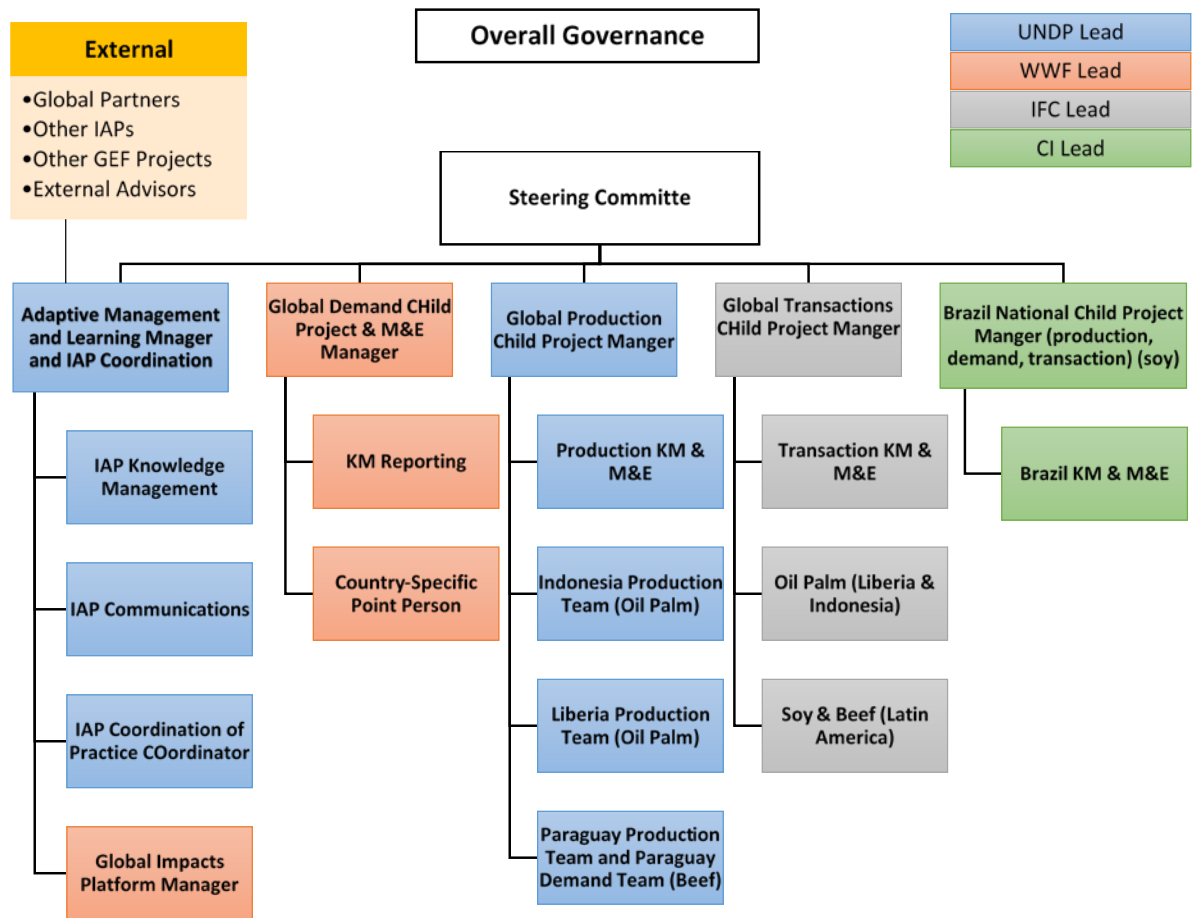 External
•Global Partners
•Other IAPs
•Other GEF Projects
•External Advisors
Overall Governance
UNDP Lead
WWF Lead
IFC Lead
CI Lead
Steering Committe
Adaptive Management
and Learning Mnager
and IAP Coordination
IAP Knowledge
Management
IAP Communications
IAP Coordination of
Practice COordinator
Global Impacts
Platform Manager
Global Demand CHild
Project & M&E
Manager
KM Reporting
Country-Specific
Point Person
Global Production
Child Project Manger
Production KM &
M&E
Indonesia Production
Team (Oil Palm)
Liberia Production
Team (Oil Palm)
Paraguay Production
Team and Paraguay
Demand Team (Beef)
Global Transactions
CHild Project Manger
Transaction KM &
M&E
Oil Palm (Liberia &
Indonesia)
Soy & Beef (Latin
America)
Brazil National Child Project
Manger (production,
demand, transaction) (soy)
Brazil KM & M&E